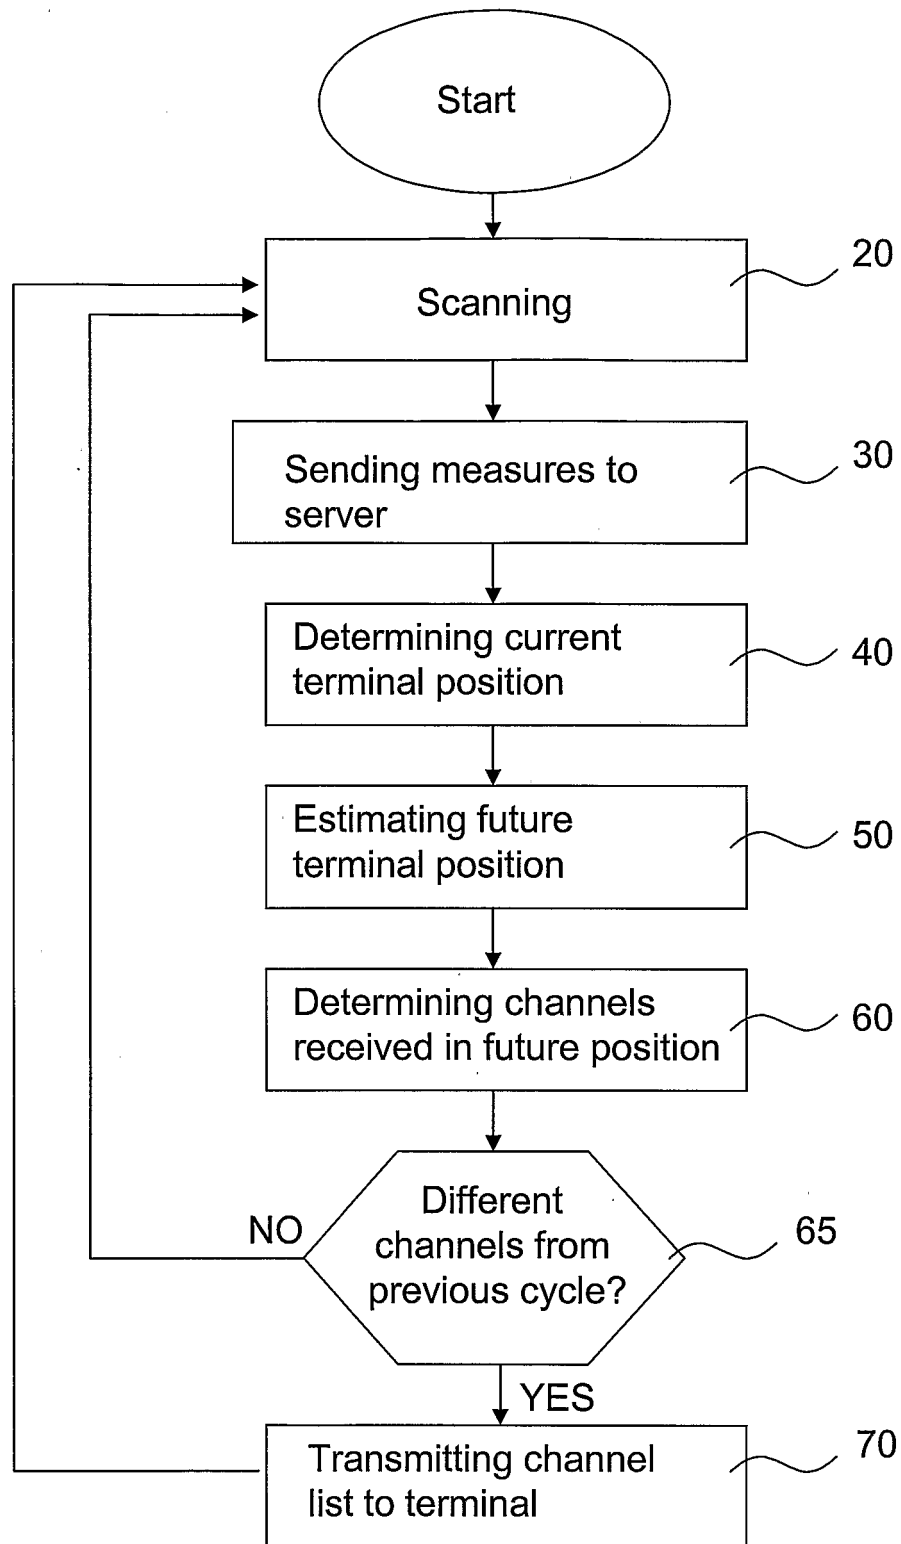 Start
20
Scanning
30
Sending measures to
server
Determining current
terminal position
40
Estimating future
terminal position
50
Determining channels
received in future position
60
Different
channels from
previous cycle?
NO
65
YES
Transmitting channel
list to terminal
70